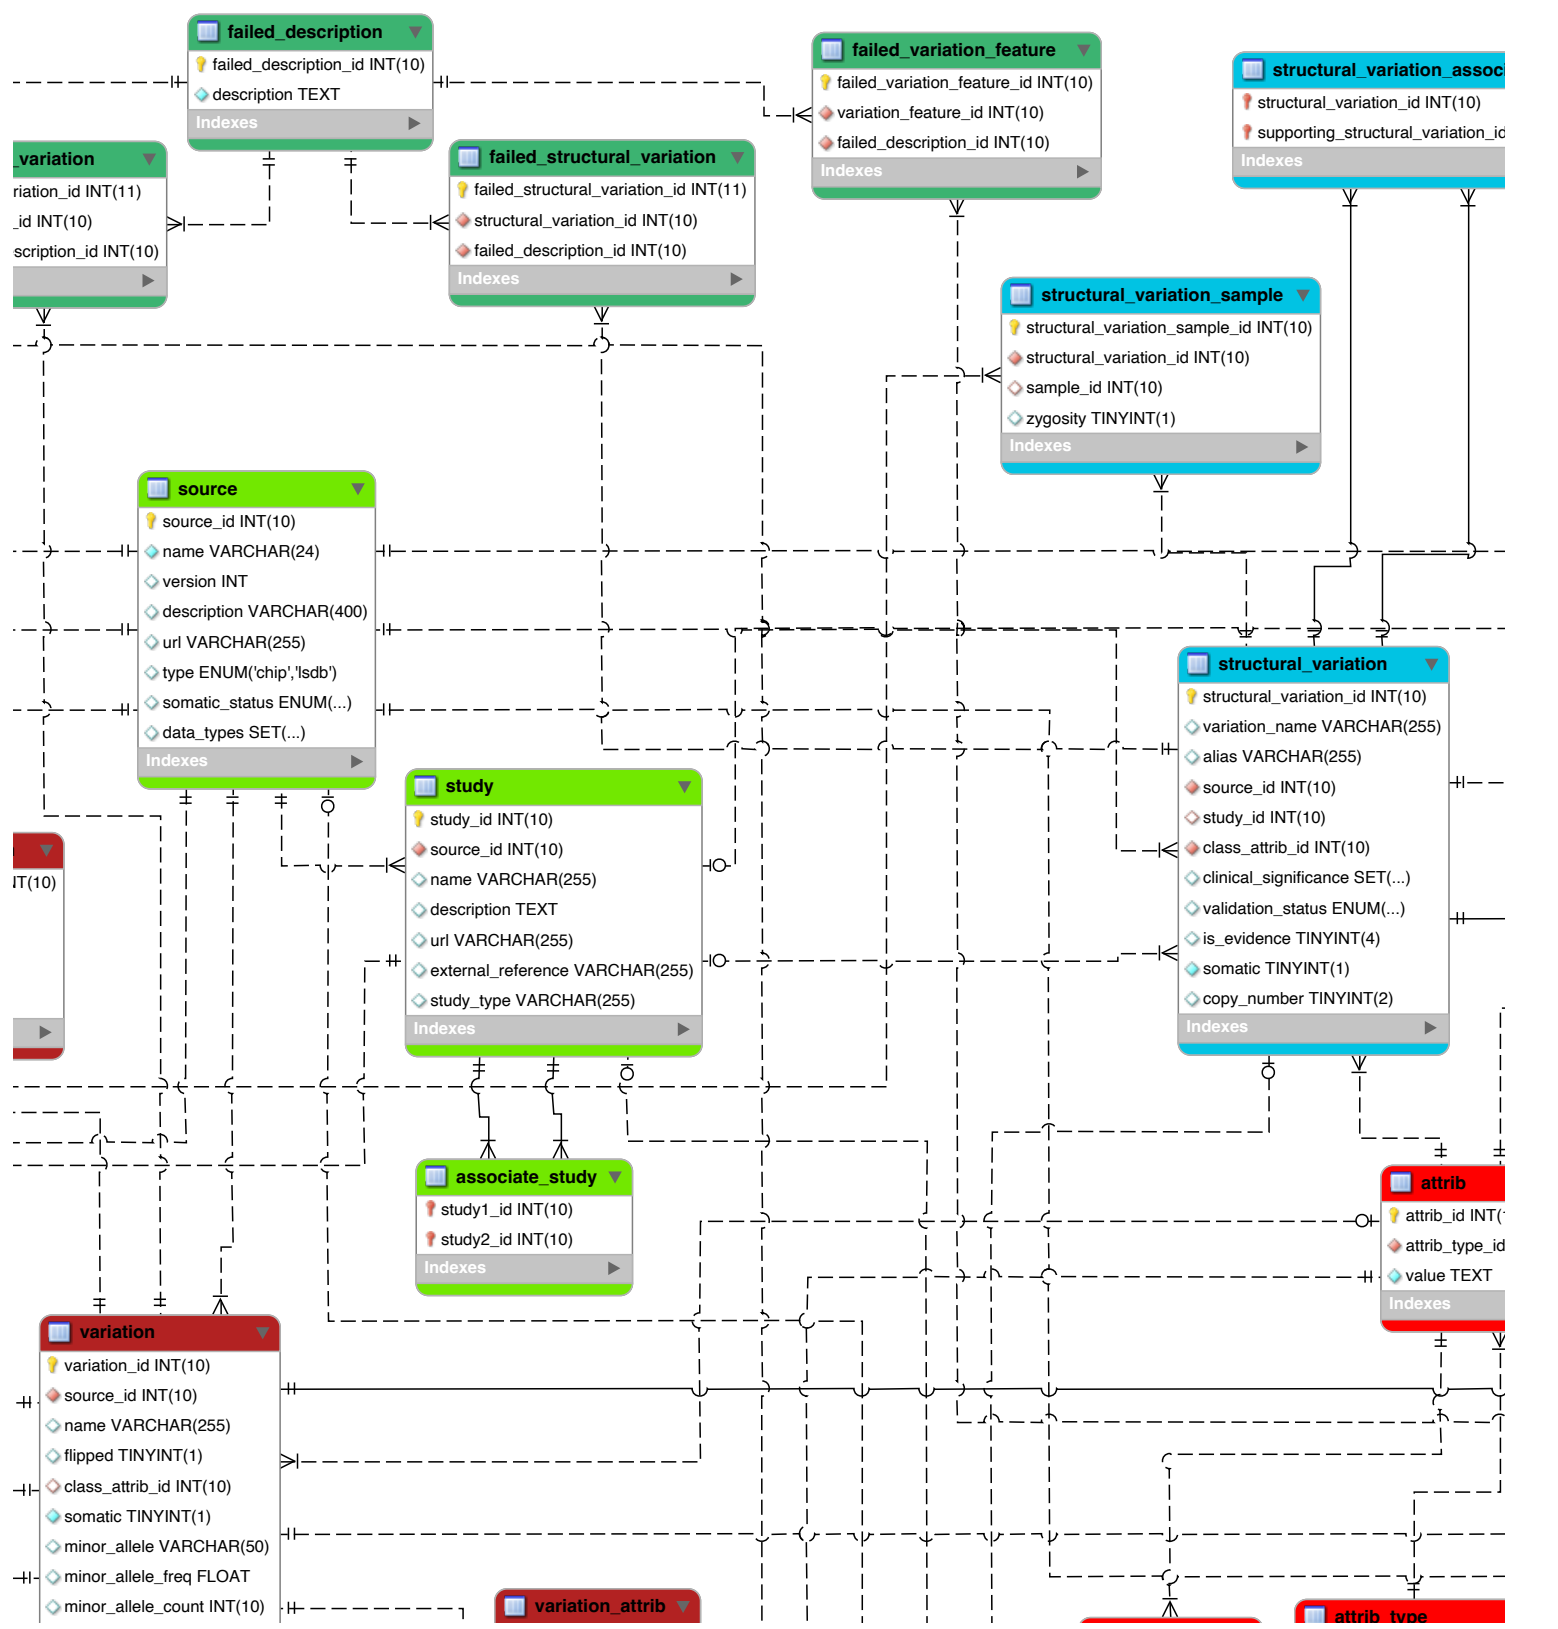 failed_description
failed_description_id INT(10)
description TEXT
Indexes
failed_variation_feature
failed_variation_feature_id INT(10)
variation_feature_id INT(10)
failed_description_id INT(10)
Indexes
structural_variation_associ
structural_variation_id INT(10)
supporting_structural_variation_id
Indexes
_variation
riation_id INT(11)
_id INT(10)
scription_id INT(10)
failed_structural_variation
failed_structural_variation_id INT(11)
structural_variation_id INT(10)
failed_description_id INT(10)
Indexes
structural_variation_sample
structural_variation_sample_id INT(10)
structural_variation_id INT(10)
sample_id INT(10)
zygosity TINYINT(1)
Indexes
source
source_id INT(10)
name VARCHAR(24)
version INT
description VARCHAR(400)
url VARCHAR(255)
type ENUM('chip','lsdb')
somatic_status ENUM(...)
data_types SET(...)
Indexes
structural_variation
structural_variation_id INT(10)
variation_name VARCHAR(255)
alias VARCHAR(255)
source_id INT(10)
study_id INT(10)
class_attrib_id INT(10)
clinical_significance SET(...)
validation_status ENUM(...)
is_evidence TINYINT(4)
somatic TINYINT(1)
copy_number TINYINT(2)
Indexes
study
study_id INT(10)
source_id INT(10)
name VARCHAR(255)
description TEXT
url VARCHAR(255)
external_reference VARCHAR(255)
study_type VARCHAR(255)
Indexes
NT(10)
associate_study
study1_id INT(10)
study2_id INT(10)
Indexes
attrib
attrib_id INT(
attrib_type_id
value TEXT
Indexes
variation
variation_id INT(10)
source_id INT(10)
name VARCHAR(255)
flipped TINYINT(1)
class_attrib_id INT(10)
somatic TINYINT(1)
minor_allele VARCHAR(50)
minor_allele_freq FLOAT
minor_allele_count INT(10)
variation_attrib
attrib_type